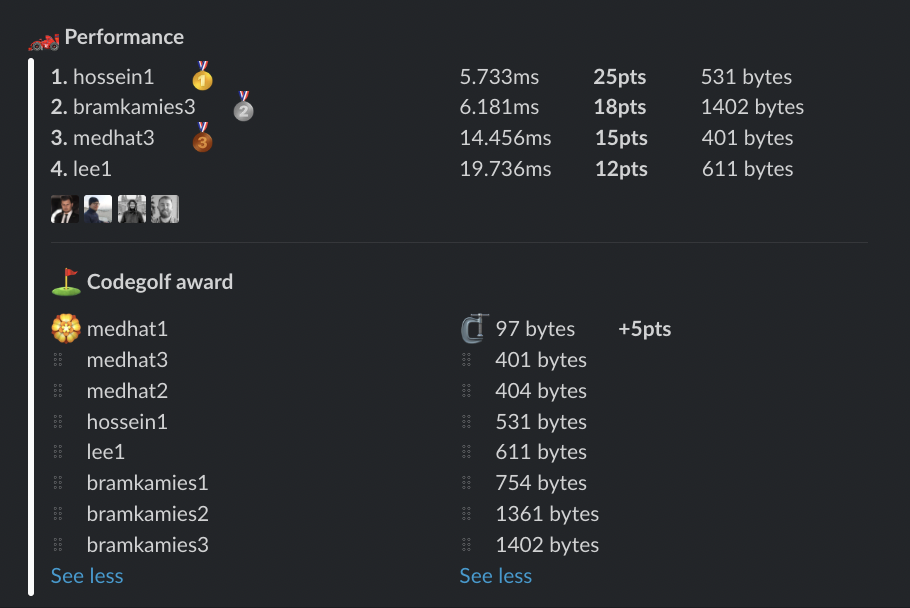 Performance
1. hossein1 5.733ms 25pts 531 bytes
2. bramkamies3 6.181ms 18pts 1402 bytes
3. medhat3 14.456ms 15pts 401 bytes
4. lee1 19.736ms 12pts 611 bytes
Codegolf award
medhat1 97 bytes +5pts
medhat3 401 bytes
medhat2 404 bytes
hossein1 531 bytes
lee1 611 bytes
bramkamies1 754 bytes
bramkamies2 1361 bytes
bramkamies3 1402 bytes
See less See less